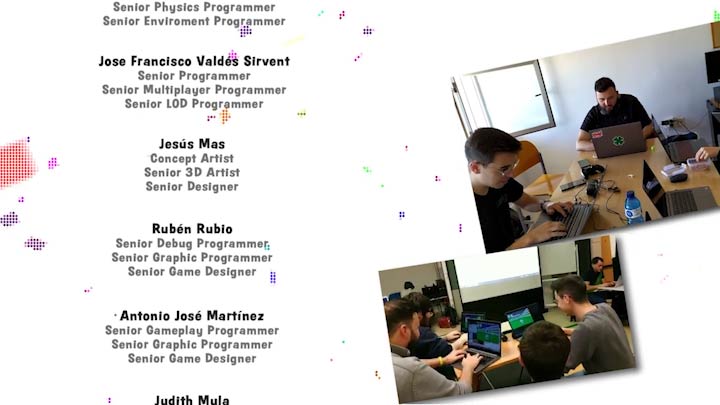 Senior Physics Programmer
Senior Enviroment Programmer
Jose Francisco Valdés Sirvent
Senior Programmer
Senior Multiplayer Programmer
Senior LOD Programmer
Jesús Mas
Concept Artist
Senior 3D Artist
Senior Designer
Rubén Rubio
Senior Debug Programmer
Senior Graphic Programmer
Senior Game Designer
Antonio José Martínez
Senior Gameplay Programmer
Senior Graphic Programmer
Senior Game Designer
Judith Mula